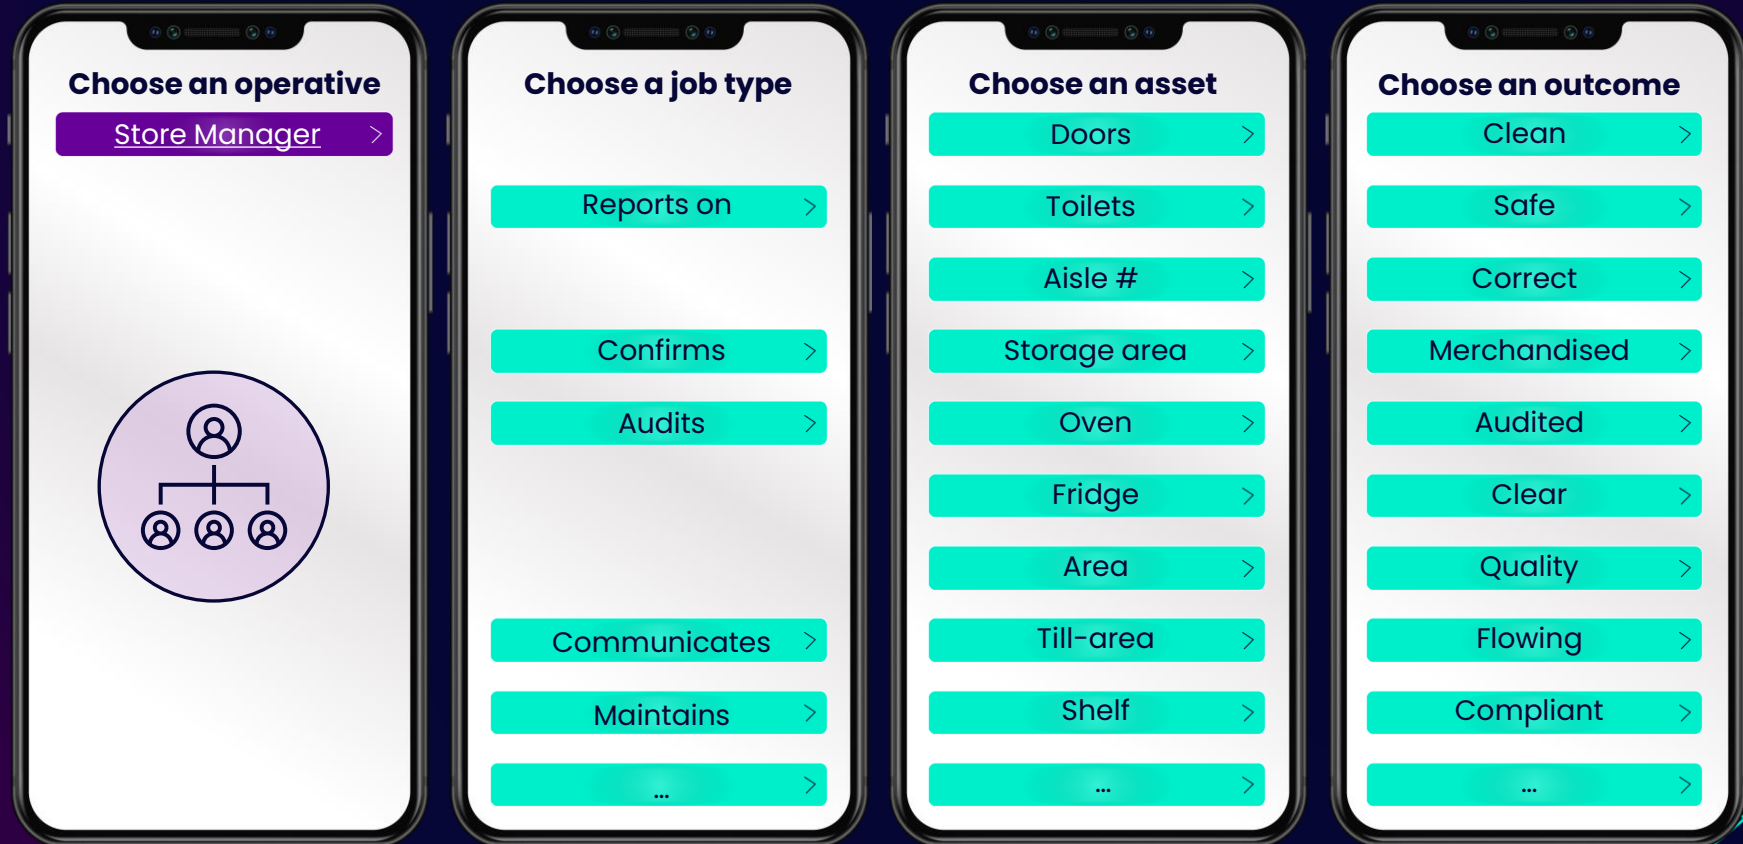 Choose an operative
Store Manager
Choose a job type
Reports on
Confirms
Audits
Communicates
Maintains
...
Choose an asset
Doors
Toilets
Aisle #
Storage area
Oven
Fridge
Area
Till-area
Shelf
...
Choose an outcome
Clean
Safe
Correct
Merchandised
Audited
Clear
Quality
Flowing
Compliant
...